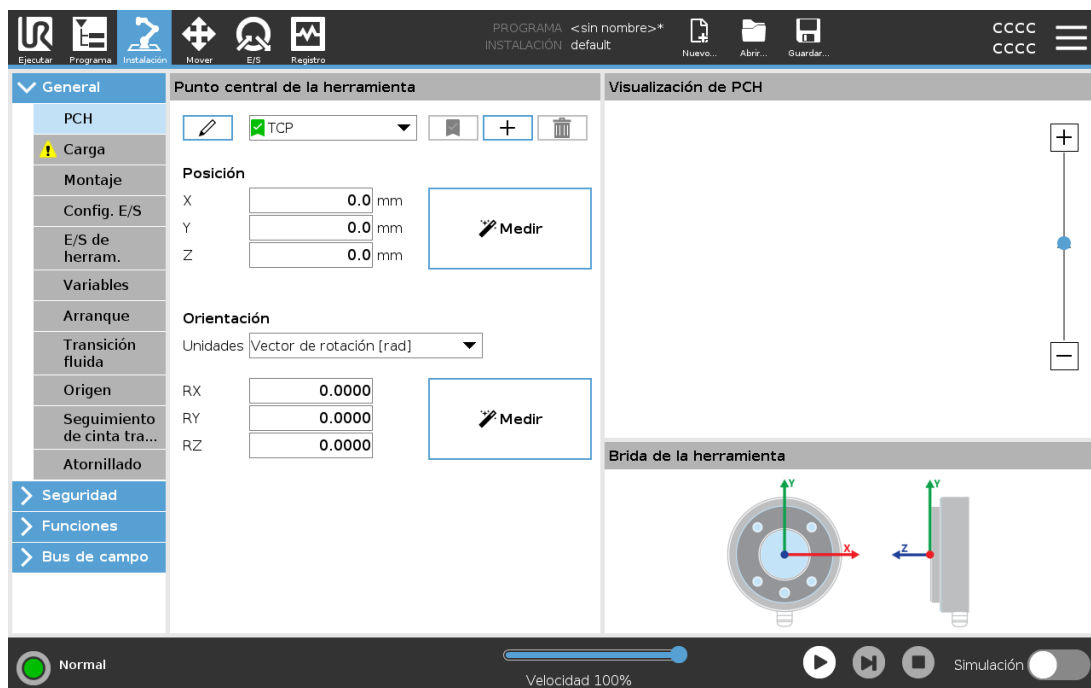 PROGRAMA <sin nombre>*
INSTALACIÓN default
CCCC
CCCC
Ejecutar
Programa
Instalación
Mover
E/S
Registro
Nuevo...
Abrir...
Guardar...
General
PCH
Carga
Montaje
Config. E/S
E/S de
herram.
Variables
Arranque
Transición
fluida
Origen
Seguimiento
de cinta tra...
Atornillado
Seguridad
Funciones
Bus de campo
Punto central de la herramienta
TCP
Posición
X 0.0 mm
Y 0.0 mm
Z 0.0 mm
Medir
Orientación
Unidades Vector de rotación [rad]
RX 0.0000
RY 0.0000
RZ 0.0000
Medir
Visualización de PCH
Brida de la herramienta
Y
X
Y
Z
Normal
Velocidad 100%
Simulación